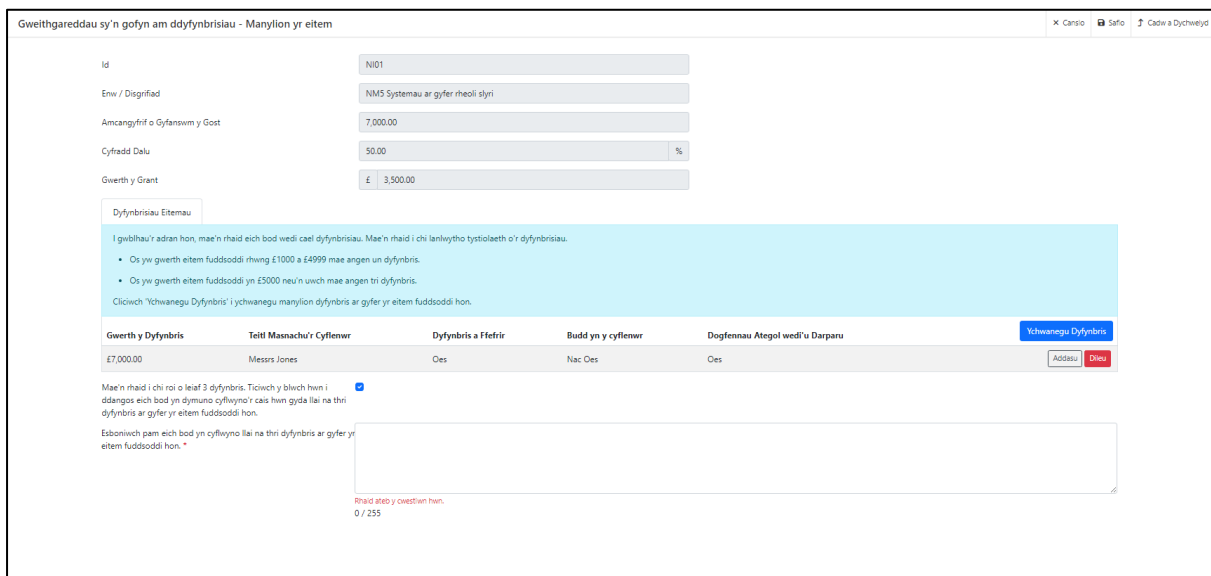 Gweithgareddau sy'n gofyn am ddyfynbrisiau - Manylion yr eitem
Cansio
Safio
Cadw a Dychwelyd
Id
NI01
Enw / Disgrifiad
NM5 Systemau ar gyfer rheoli slyri
Amcangyfrif o Gyfanswm y Gost
7,000.00
Cyfradd Dalu
50.00
%
Gwerth y Grant
£ 3,500.00
Dyfynbrisiau Eitemau
I gwblhau'r adran hon, mae'n rhaid eich bod wedi cael dyfynbrisiau. Mae'n rhaid i chi lanlwytho tystiolaeth o'r dyfynbrisiau.
• Os yw gwerth eitem fuddsoddi rhwng £1000 a £4999 mae angen un dyfynbris.
• Os yw gwerth eitem fuddsoddi yn £5000 neu'n uwch mae angen tri dyfynbris.
Cliciwch 'Ychwanegu Dyfynbris' i ychwanegu manylion dyfynbris ar gyfer yr eitem fuddsoddi hon.
Gwerth y Dyfynbris Teitl Masnachu'r Cyflenwr Dyfynbris a Ffefrir Budd yn y cyflenwr Dogfennau Ategol wedi'u Darparu Ychwanegu Dyfynbris
£7,000.00 Messrs Jones Oes Nac Oes Oes Addasu Dileu
Mae'n rhaid i chi roi o leiaf 3 dyfynbris. Ticiwch y blwch hwn i
ddangos eich bod yn dymuno cyflwyno'r cais hwn gyda llai na thri
dyfynbris ar gyfer yr eitem fuddsoddi hon.
Esboniwch pam eich bod yn cyflwyno llai na thri dyfynbris ar gyfer yr
eitem fuddsoddi hon. *
Rhaid ateb y cwestiwn hwn.
0 / 255